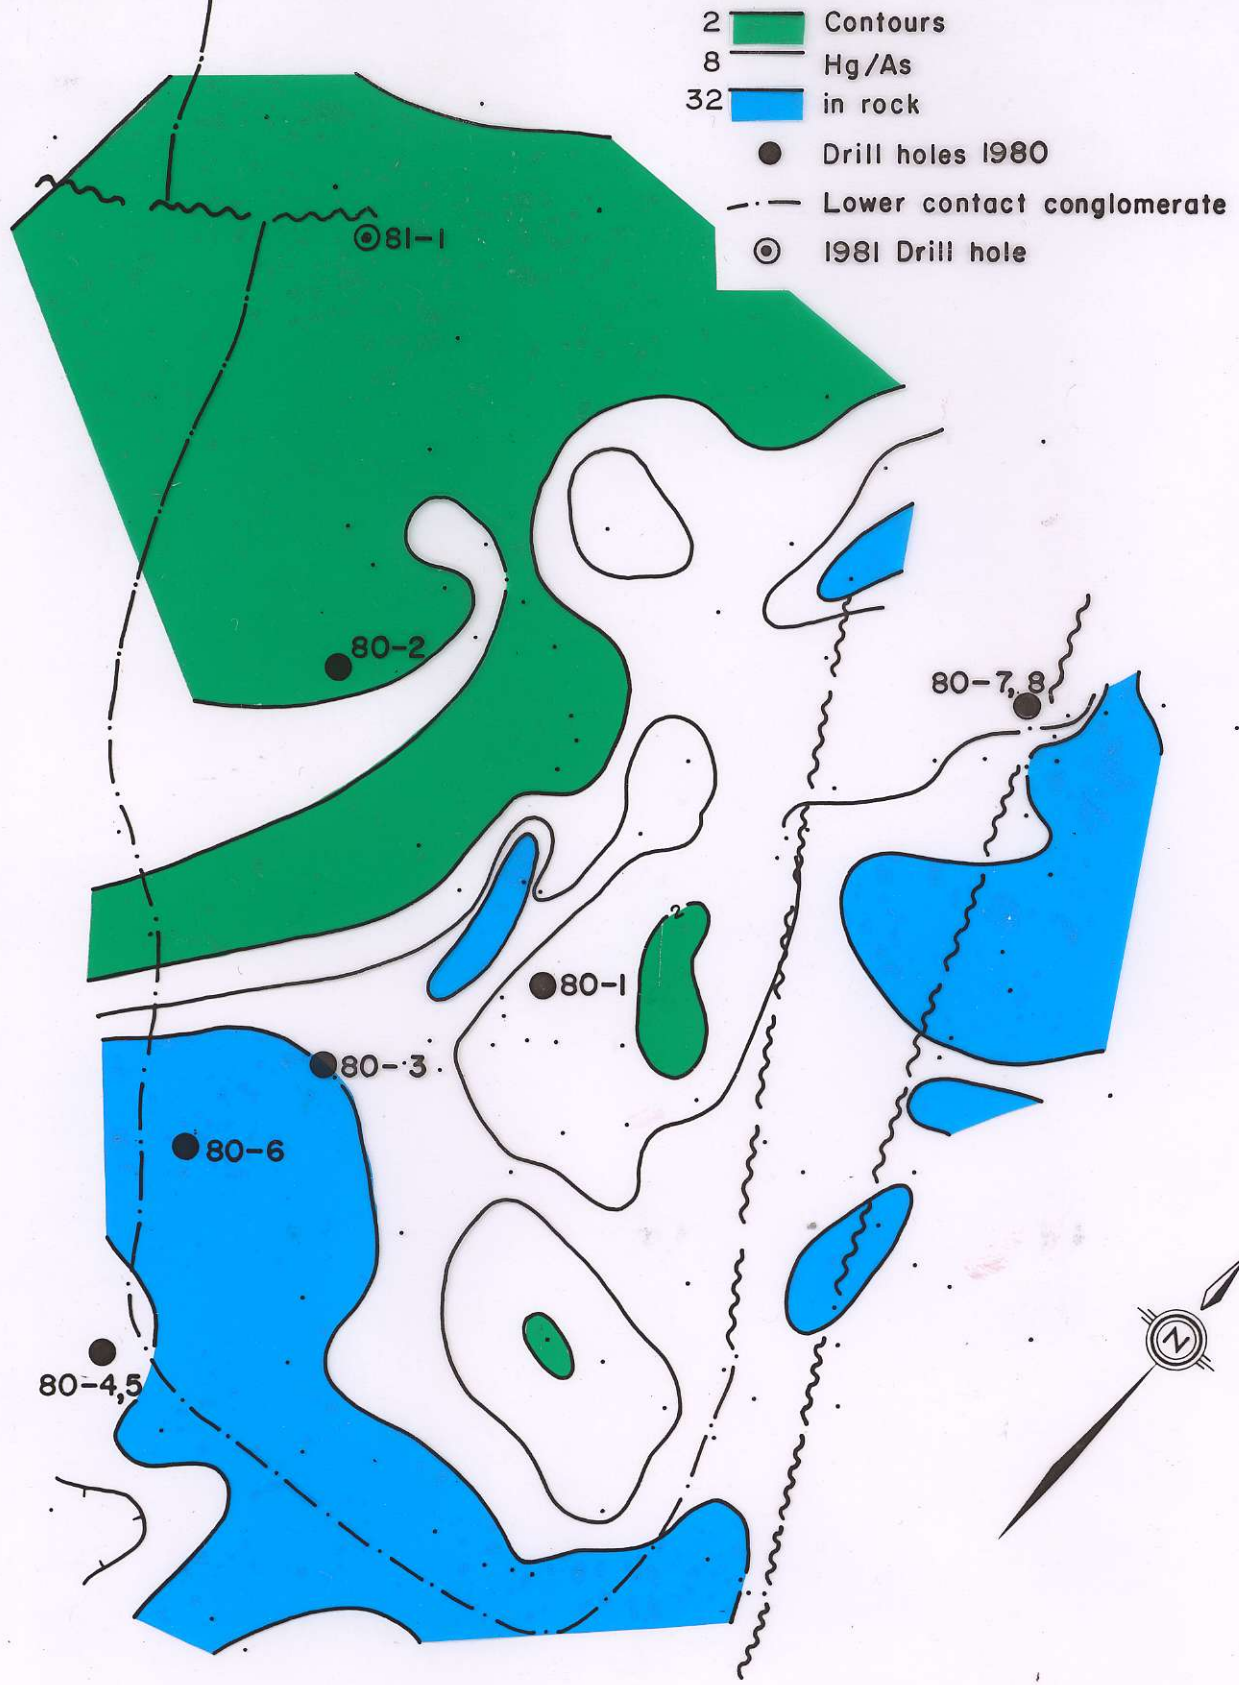 2 Contours
8 Hg/As
32 in rock
Drill holes 1980
Lower contact conglomerate
1981 Drill hole
81-1
80-2
80-7, 8
2
80-1
80-3
80-6
N
80-4,5